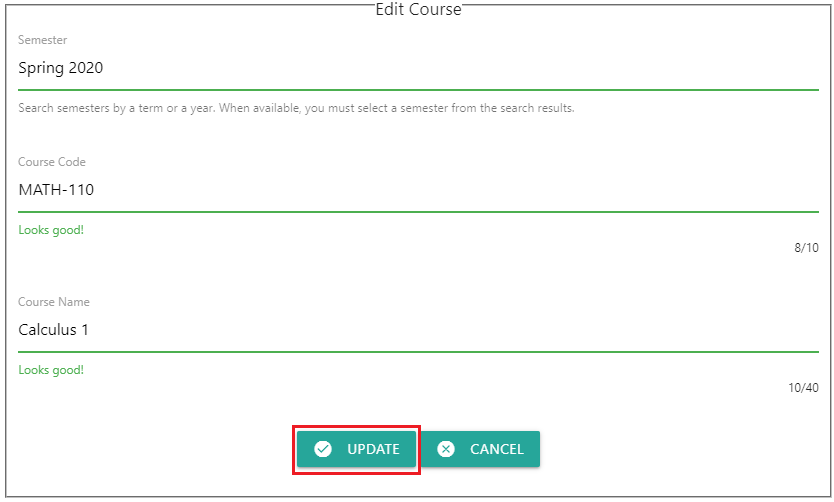 Edit Course
Semester
Spring 2020
Search semesters by a term or a year. When available, you must select a semester from the search results.
Course Code
MATH-110
Looks good!
8/10
Course Name
Calculus 1
Looks good!
10/40
UPDATE CANCEL